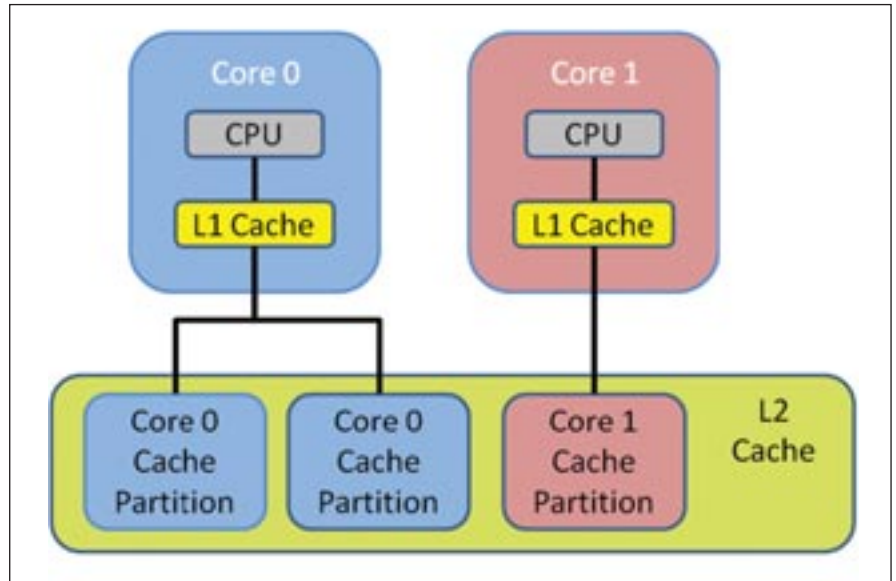 Core 0
CPU
L1 Cache
Core 1
CPU
L1 Cache
Core 0
Cache
Partition
Core 0
Cache
Partition
Core 1
Cache
Partition
L2
Cache